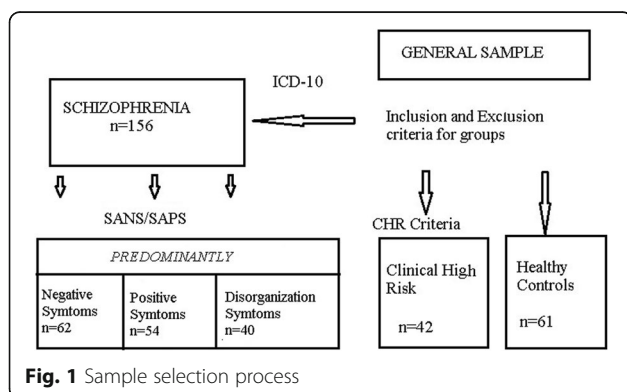 GENERAL SAMPLE
ICD-10
SCHIZOPHRENIA
n=156
Inclusion and Exclusion
criteria for groups
SANS/SAPS
PREDOMINANTLY
Negative
Symtoms
n=62
Positive
Symtoms
n=54
Disorganization
Symtoms
n=40
CHR Criteria
Clinical High
Risk
n=42
Healthy
Controls
n=61
Fig. 1 Sample selection process